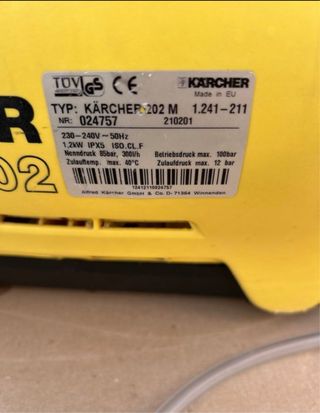 TÜV GS CE KÄRCHER
Made in EU
TYP: KÄRCHER 202 M 1.241-211
NR: 024757 210201
230-240V~50Hz
1,2kW IPX5 ISO.CL.F
Nenndruck 85bar, 300l/h Betriebsdruck max. 100bar
Zulauftemp. max. 40°C Zulaufdruck max. 12 bar
Alfred Kärcher GmbH & Co. D-71364 Winnenden.
R
02